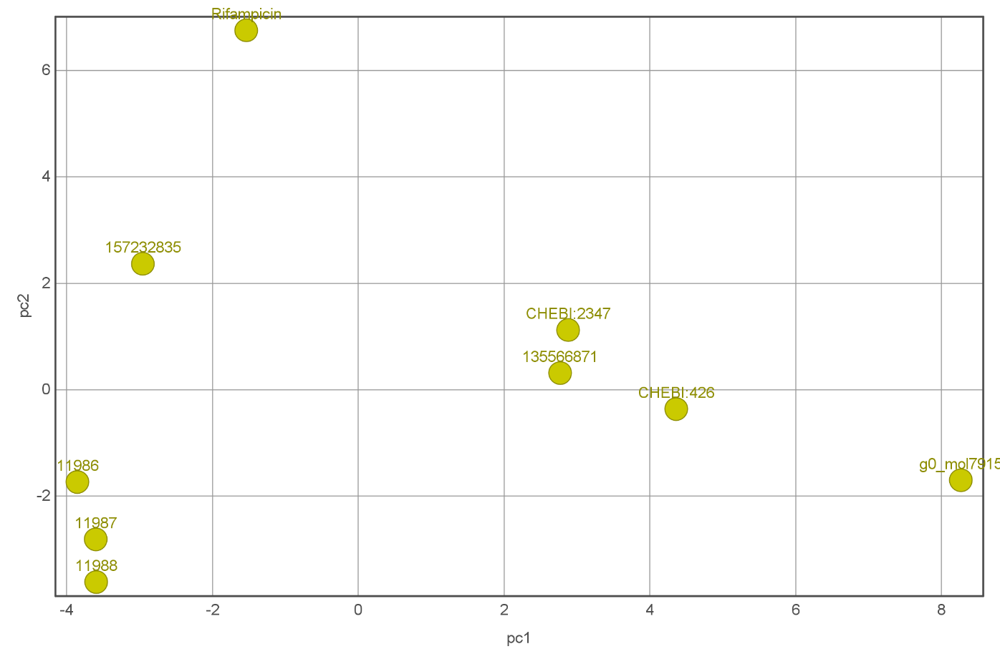 Rifampicin
6
4
157232835
2
pc2
CHEBI:2347
135566871
0
CHEBI:426
11986
g0_mol7915
-2
11987
11988
-4 -2 0 2 4 6 8
pc1